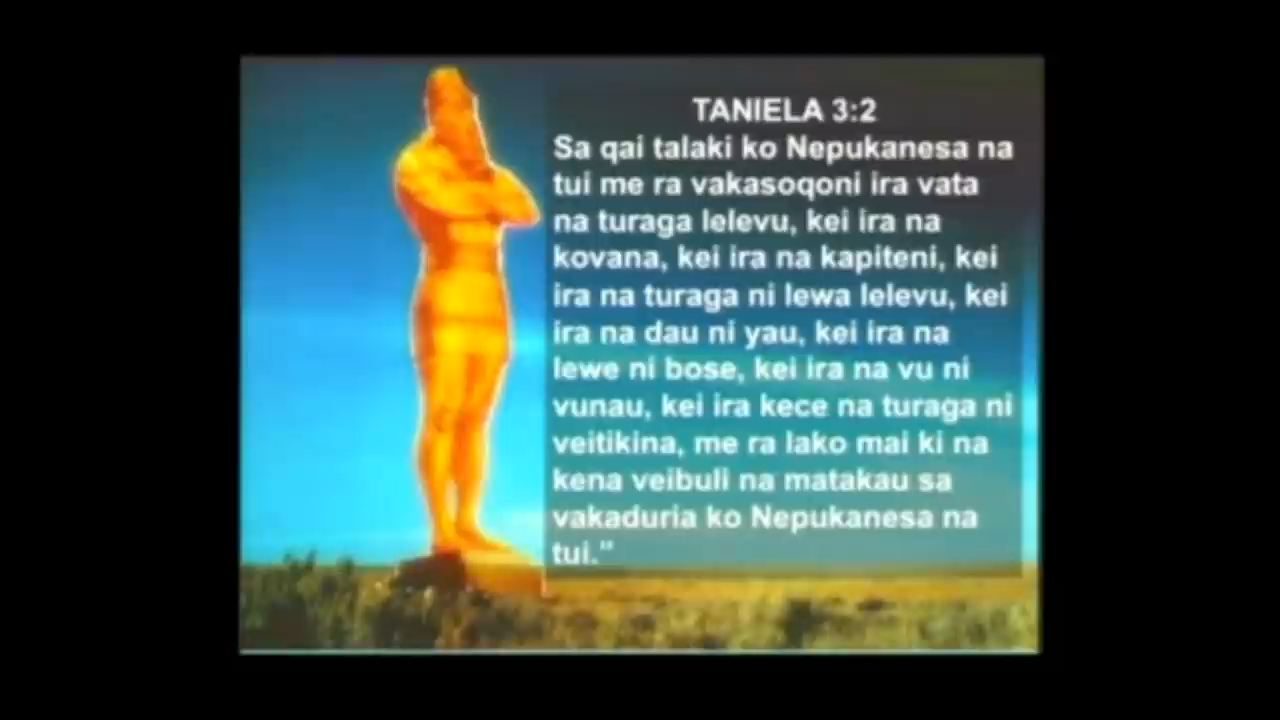 TANIELA 3:2
Sa qai talaki ko Nepukanesa na
tui me ra vakasoqoni ira vata
na turaga lelevu, kei ira na
kovana, kei ira na kapiteni, kei
ira na turaga ni lewa lelevu, kei
ira na dau ni yau, kei ira na
lewe ni bose, kei ira na vu ni
vunau, kei ira kece na turaga ni
veitikina, me ra lako mai ki na
kena veibuli na matakau sa
vakaduria ko Nepukanesa na
tui."